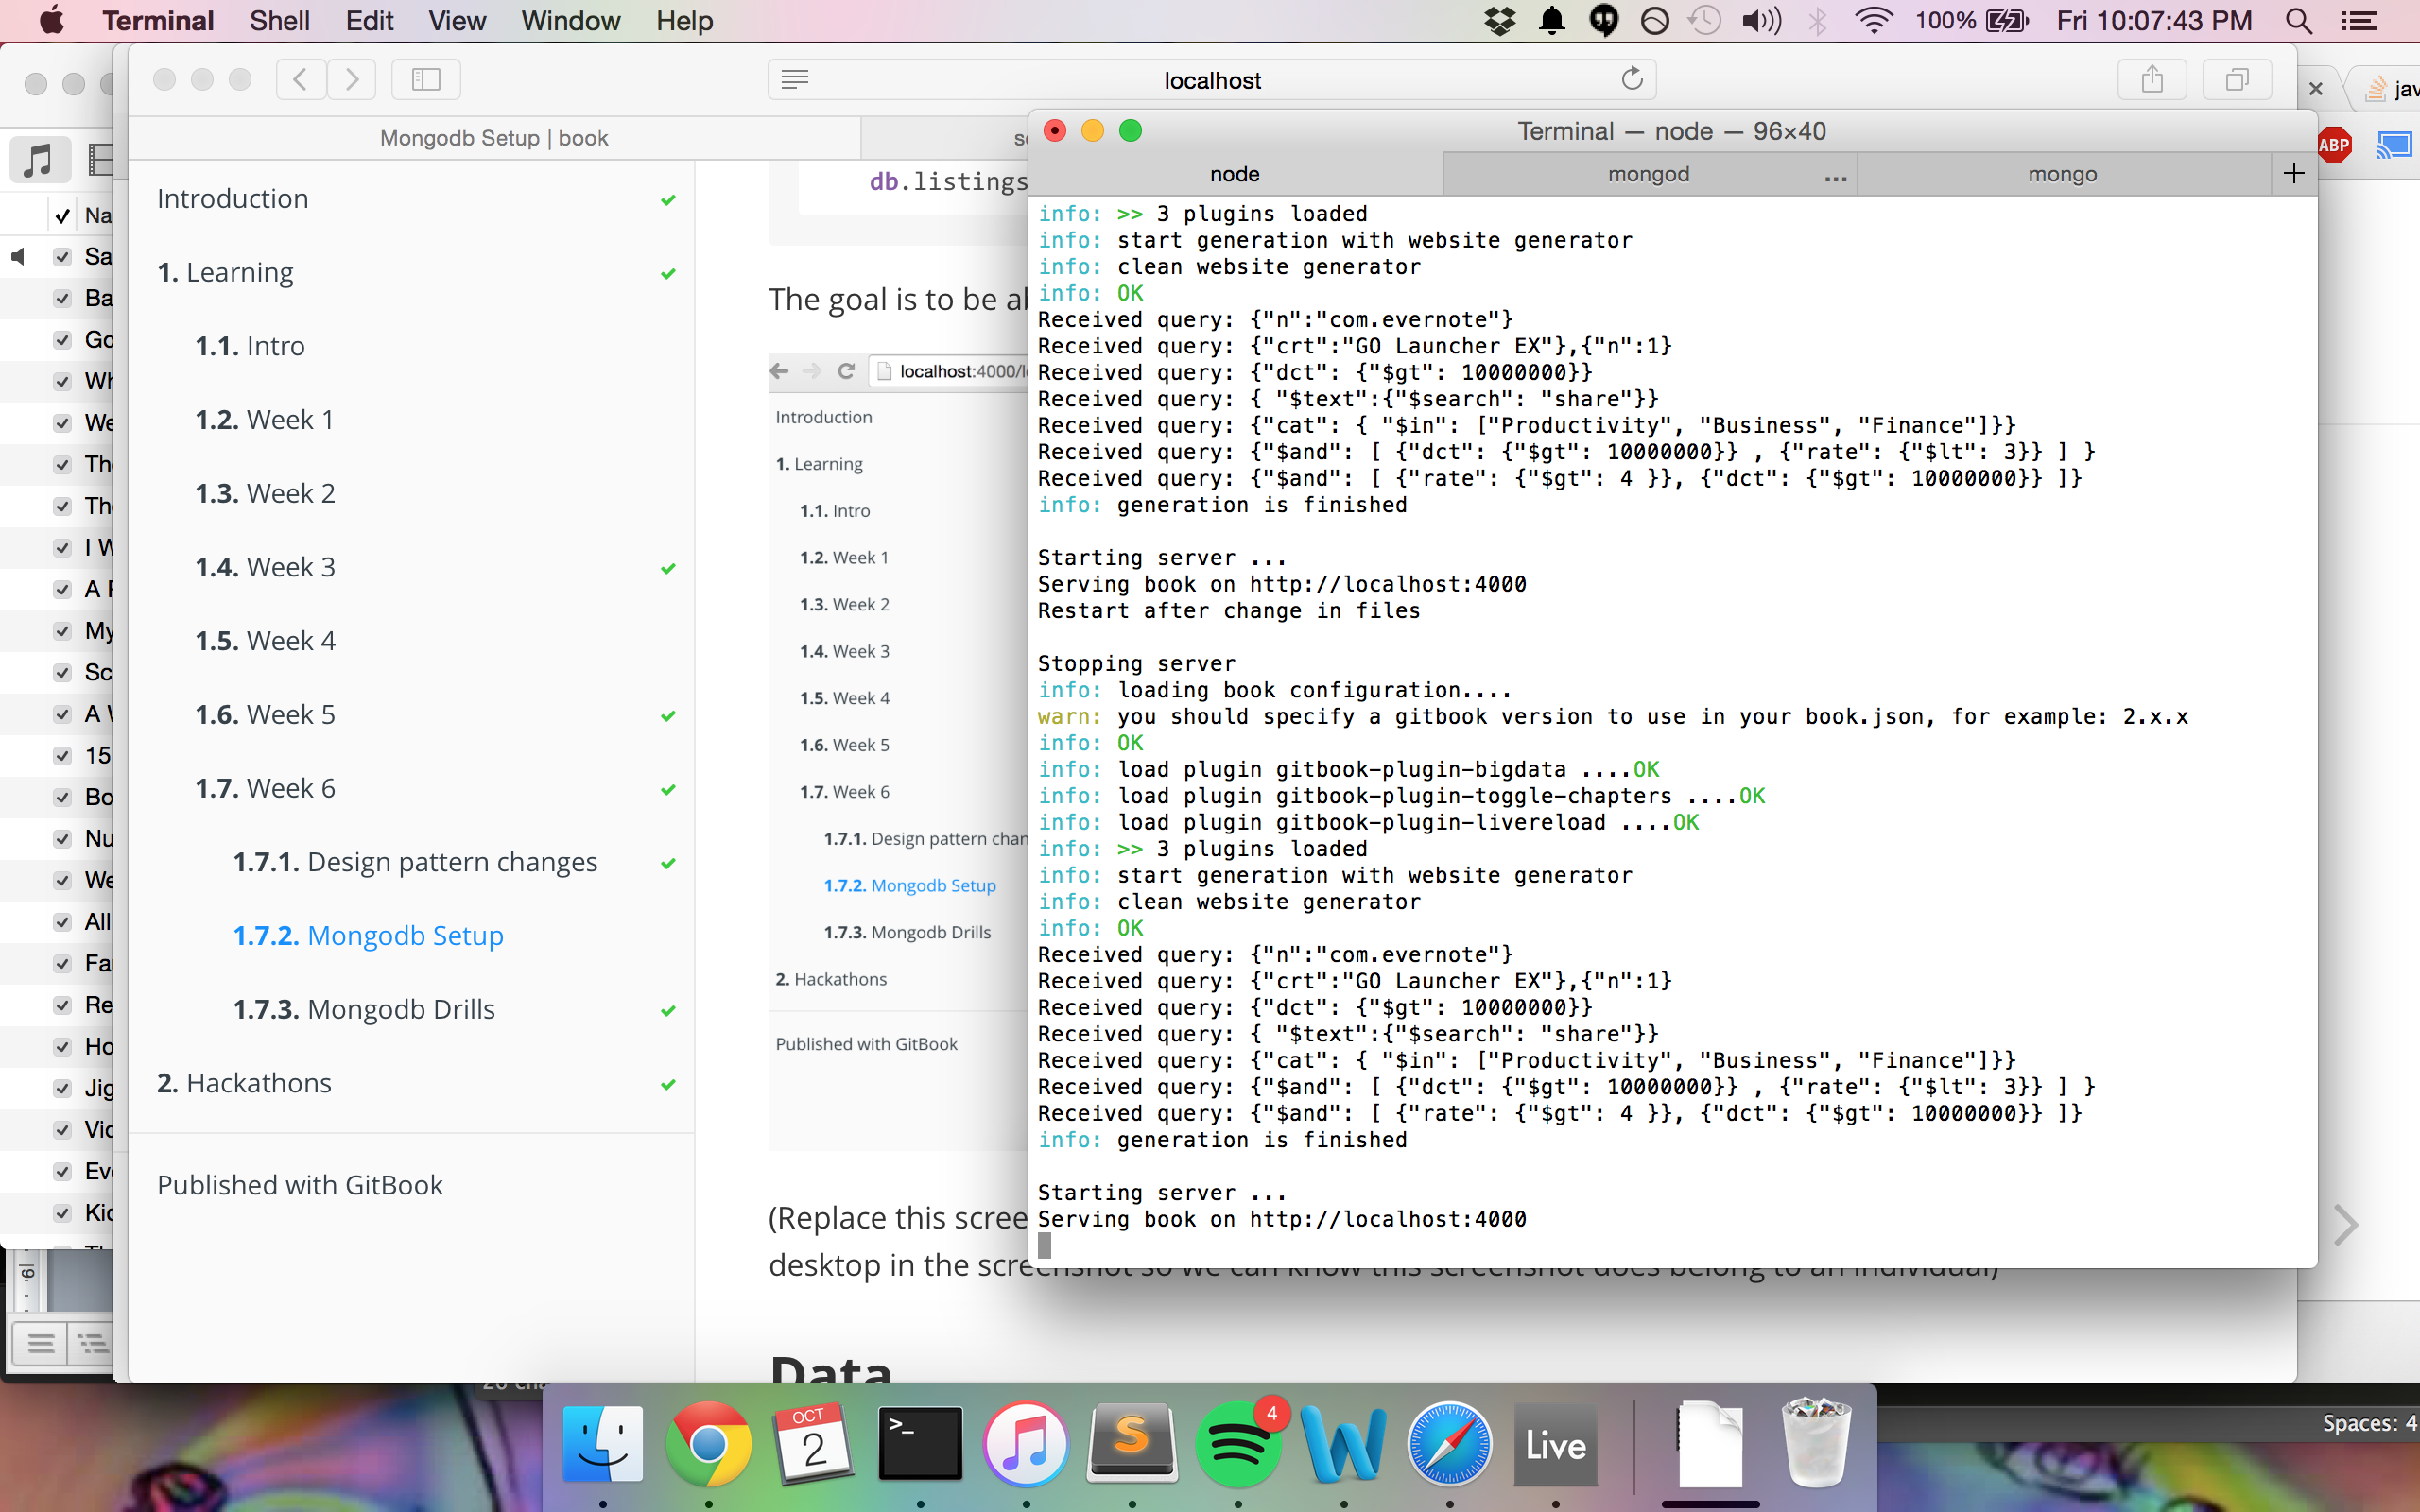 Terminal Shell Edit View Window Help 100% Fri 10:07:43 PM
localhost
Mongodb Setup | book
Introduction
1. Learning
1.1. Intro
1.2. Week 1
1.3. Week 2
1.4. Week 3
1.5. Week 4
1.6. Week 5
1.7. Week 6
1.7.1. Design pattern changes
1.7.2. Mongodb Setup
1.7.3. Mongodb Drills
2. Hackathons
Published with GitBook
db.listings
The goal is to be
localhost:4000/
Introduction
1. Learning
1.1. Intro
1.2. Week 1
1.3. Week 2
1.4. Week 3
1.5. Week 4
1.6. Week 5
1.7. Week 6
1.7.1. Design pattern
1.7.2. Mongodb Setup
1.7.3. Mongodb Drills
2. Hackathons
Published with GitBook
(Replace this
desktop in the screenshot so we can know this screenshot does belong to an individual)
Data
Terminal — node — 96×40
node mongod ... mongo +
info: >> 3 plugins loaded
info: start generation with website generator
info: clean website generator
info: OK
Received query: {"n":"com.evernote"}
Received query: {"crt":"GO Launcher EX"},{"n":1}
Received query: {"dct": {"$gt": 10000000}}
Received query: { "$text":{"$search": "share"}}
Received query: {"cat": { "$in": ["Productivity", "Business", "Finance"]}}
Received query: {"$and": [ {"dct": {"$gt": 10000000}} , {"rate": {"$lt": 3}} ] }
Received query: {"$and": [ {"rate": {"$gt": 4 }}, {"dct": {"$gt": 10000000}} ]}
info: generation is finished
Starting server ...
Serving book on http://localhost:4000
Restart after change in files
Stopping server
info: loading book configuration....
warn: you should specify a gitbook version to use in your book.json, for example: 2.x.x
info: OK
info: load plugin gitbook-plugin-bigdata ....OK
info: load plugin gitbook-plugin-toggle-chapters ....OK
info: load plugin gitbook-plugin-livereload ....OK
info: >> 3 plugins loaded
info: start generation with website generator
info: clean website generator
info: OK
Received query: {"n":"com.evernote"}
Received query: {"crt":"GO Launcher EX"},{"n":1}
Received query: {"dct": {"$gt": 10000000}}
Received query: { "$text":{"$search": "share"}}
Received query: {"cat": { "$in": ["Productivity", "Business", "Finance"]}}
Received query: {"$and": [ {"dct": {"$gt": 10000000}} , {"rate": {"$lt": 3}} ] }
Received query: {"$and": [ {"rate": {"$gt": 4 }}, {"dct": {"$gt": 10000000}} ]}
info: generation is finished
Starting server ...
Serving book on http://localhost:4000
ABP
Spaces: 4
OCT
2
4
Live